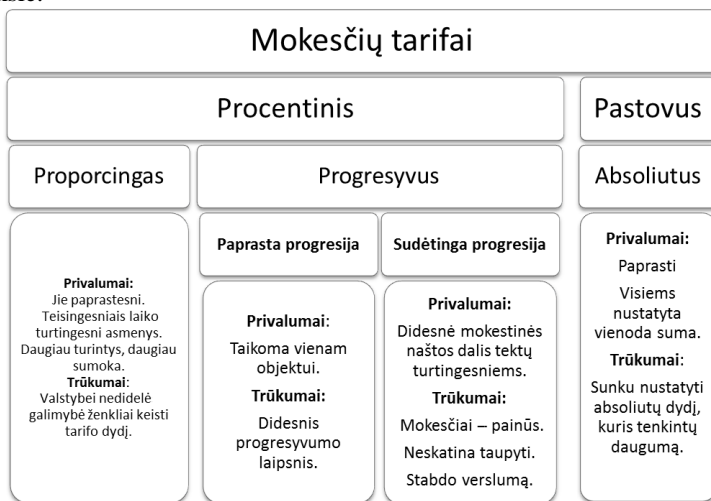 Mokesčių tarifai
Procentinis
Pastovus
Proporcingas
Progresyvus
Absoliutus
Privalumai:
Jie paprastesni.
Teisingesniais laiko
turtingesni asmenys.
Daugiau turintys, daugiau
sumoka.
Trūkumai:
Valstybei nedidelė
galimybė ženkliai keisti
tarifo dydį.
Paprasta progresija
Privalumai:
Taikoma vienam
objektui.
Trūkumai:
Didesnis
progresyvumo
laipsnis.
Sudėtinga progresija
Privalumai:
Didesnė mokestinės
naštos dalis tektų
turtingesniems.
Trūkumai:
Mokesčiai – painūs.
Neskatina taupyti.
Stabdo verslumą.
Privalumai:
Paprasti
Visiems
nustatyta
vienoda suma.
Trūkumai:
Sunku nustatyti
absoliutų dydį,
kuris tenkintų
daugumą.